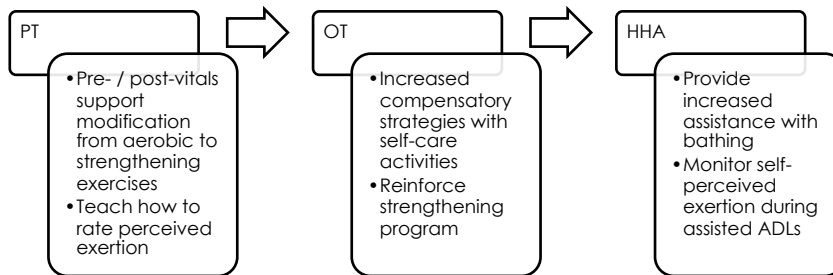 PT
•Pre- / post-vitals
support
modification
from aerobic to
strengthening
exercises
•Teach how to
rate perceived
exertion
OT
•Increased
compensatory
strategies with
self-care
activities
•Reinforce
strengthening
program
HHA
•Provide
increased
assistance with
bathing
•Monitor self-
perceived
exertion during
assisted ADLs